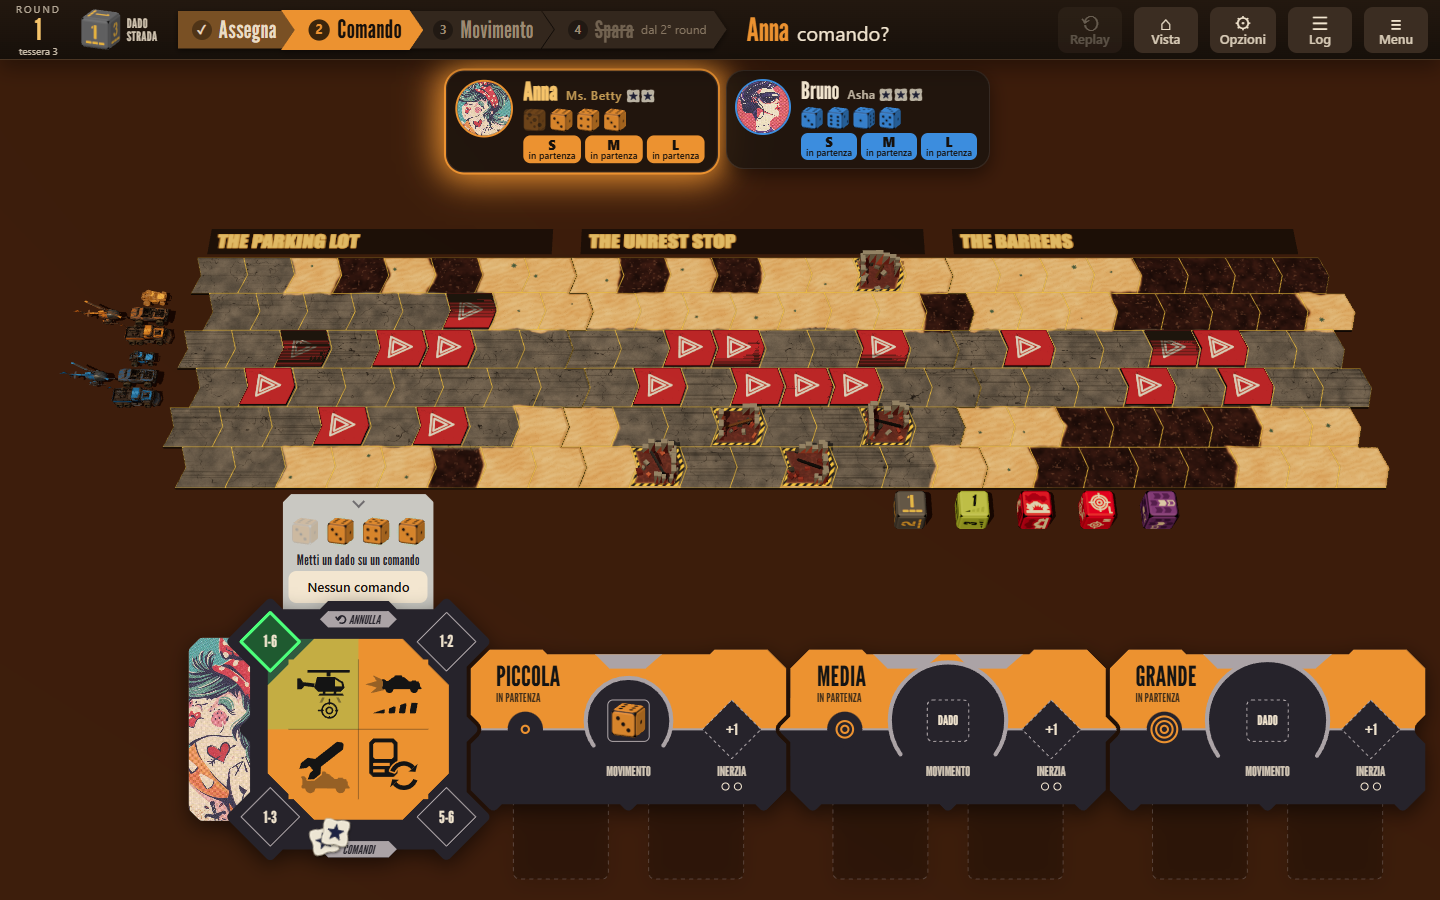 ROUND
1
tessera 3
DADO
STRADA
✓ Assegna
2 Comando
3 Movimento
4 Spara dal 2° round
Anna comando?
Replay
Vista
Opzioni
Log
Menu
Anna Ms. Betty
S
in partenza
M
in partenza
L
in partenza
Bruno Asha
S
in partenza
M
in partenza
L
in partenza
THE PARKING LOT
THE UNREST STOP
THE BARRENS
1
1
Metti un dado su un comando
Nessun comando
ANNULLA
1-6
1-2
1-3
5-6
COMANDI
PICCOLA
IN PARTENZA
+1
MOVIMENTO
INERZIA
MEDIA
IN PARTENZA
DADO
+1
MOVIMENTO
INERZIA
GRANDE
IN PARTENZA
DADO
+1
MOVIMENTO
INERZIA